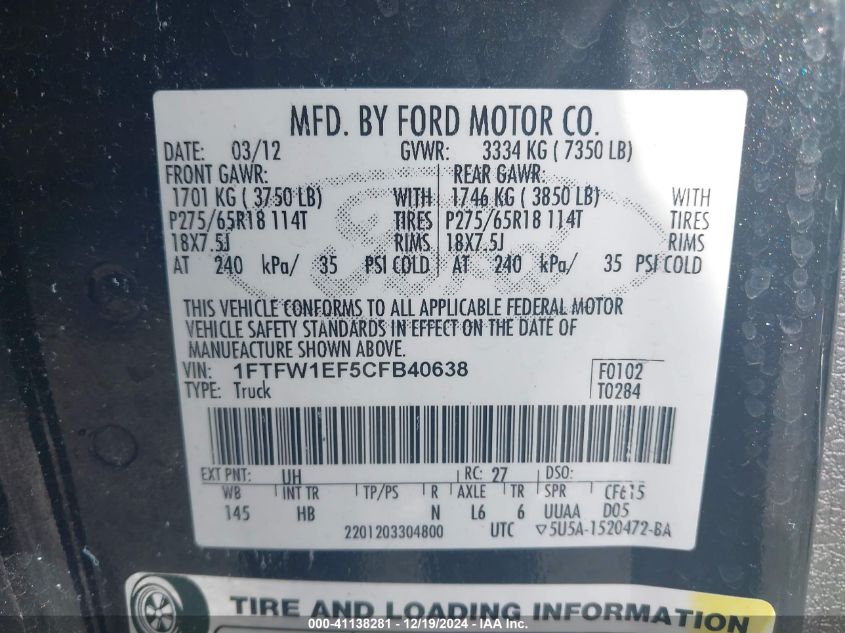 MFD. BY FORD MOTOR CO.
DATE: 03/12 GVWR: 3334 KG ( 7350 LB)
FRONT GAWR: REAR GAWR:
1701 KG ( 3750 LB) WITH 1746 KG ( 3850 LB) WITH
P275/65R18 114T TIRES P275/65R18 114T TIRES
18X7.5J RIMS 18X7.5J RIMS
AT 240 kPa/ 35 PSI COLD AT 240 kPa/ 35 PSI COLD
Ford
THIS VEHICLE CONFORMS TO ALL APPLICABLE FEDERAL MOTOR
VEHICLE SAFETY STANDARDS IN EFFECT ON THE DATE OF
MANUFACTURE SHOWN ABOVE.
VIN: 1FTFW1EF5CFB40638 F0102
TYPE: Truck T0284
EXT PNT: UH RC: 27 DSO:
WB INT TR TP/PS R AXLE TR SPR CF615
145 HB N L6 6 UUAA D05
2201203304800 UTC ▽5U5A-1520472-BA
TIRE AND LOADING INFORMATION
000-41138281 - 12/19/2024 - IAA Inc.